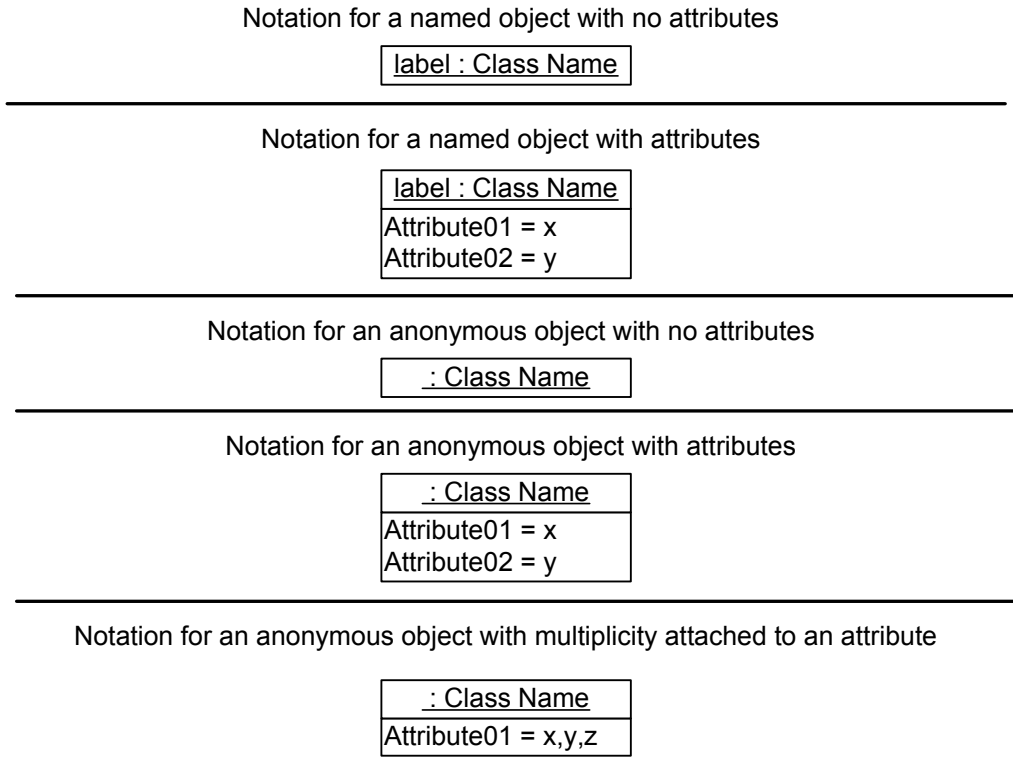 Notation for a named object with no attributes
label : Class Name
Notation for a named object with attributes
label : Class Name
Attribute01 = x
Attribute02 = y
Notation for an anonymous object with no attributes
: Class Name
Notation for an anonymous object with attributes
: Class Name
Attribute01 = x
Attribute02 = y
Notation for an anonymous object with multiplicity attached to an attribute
: Class Name
Attribute01 = x,y,z